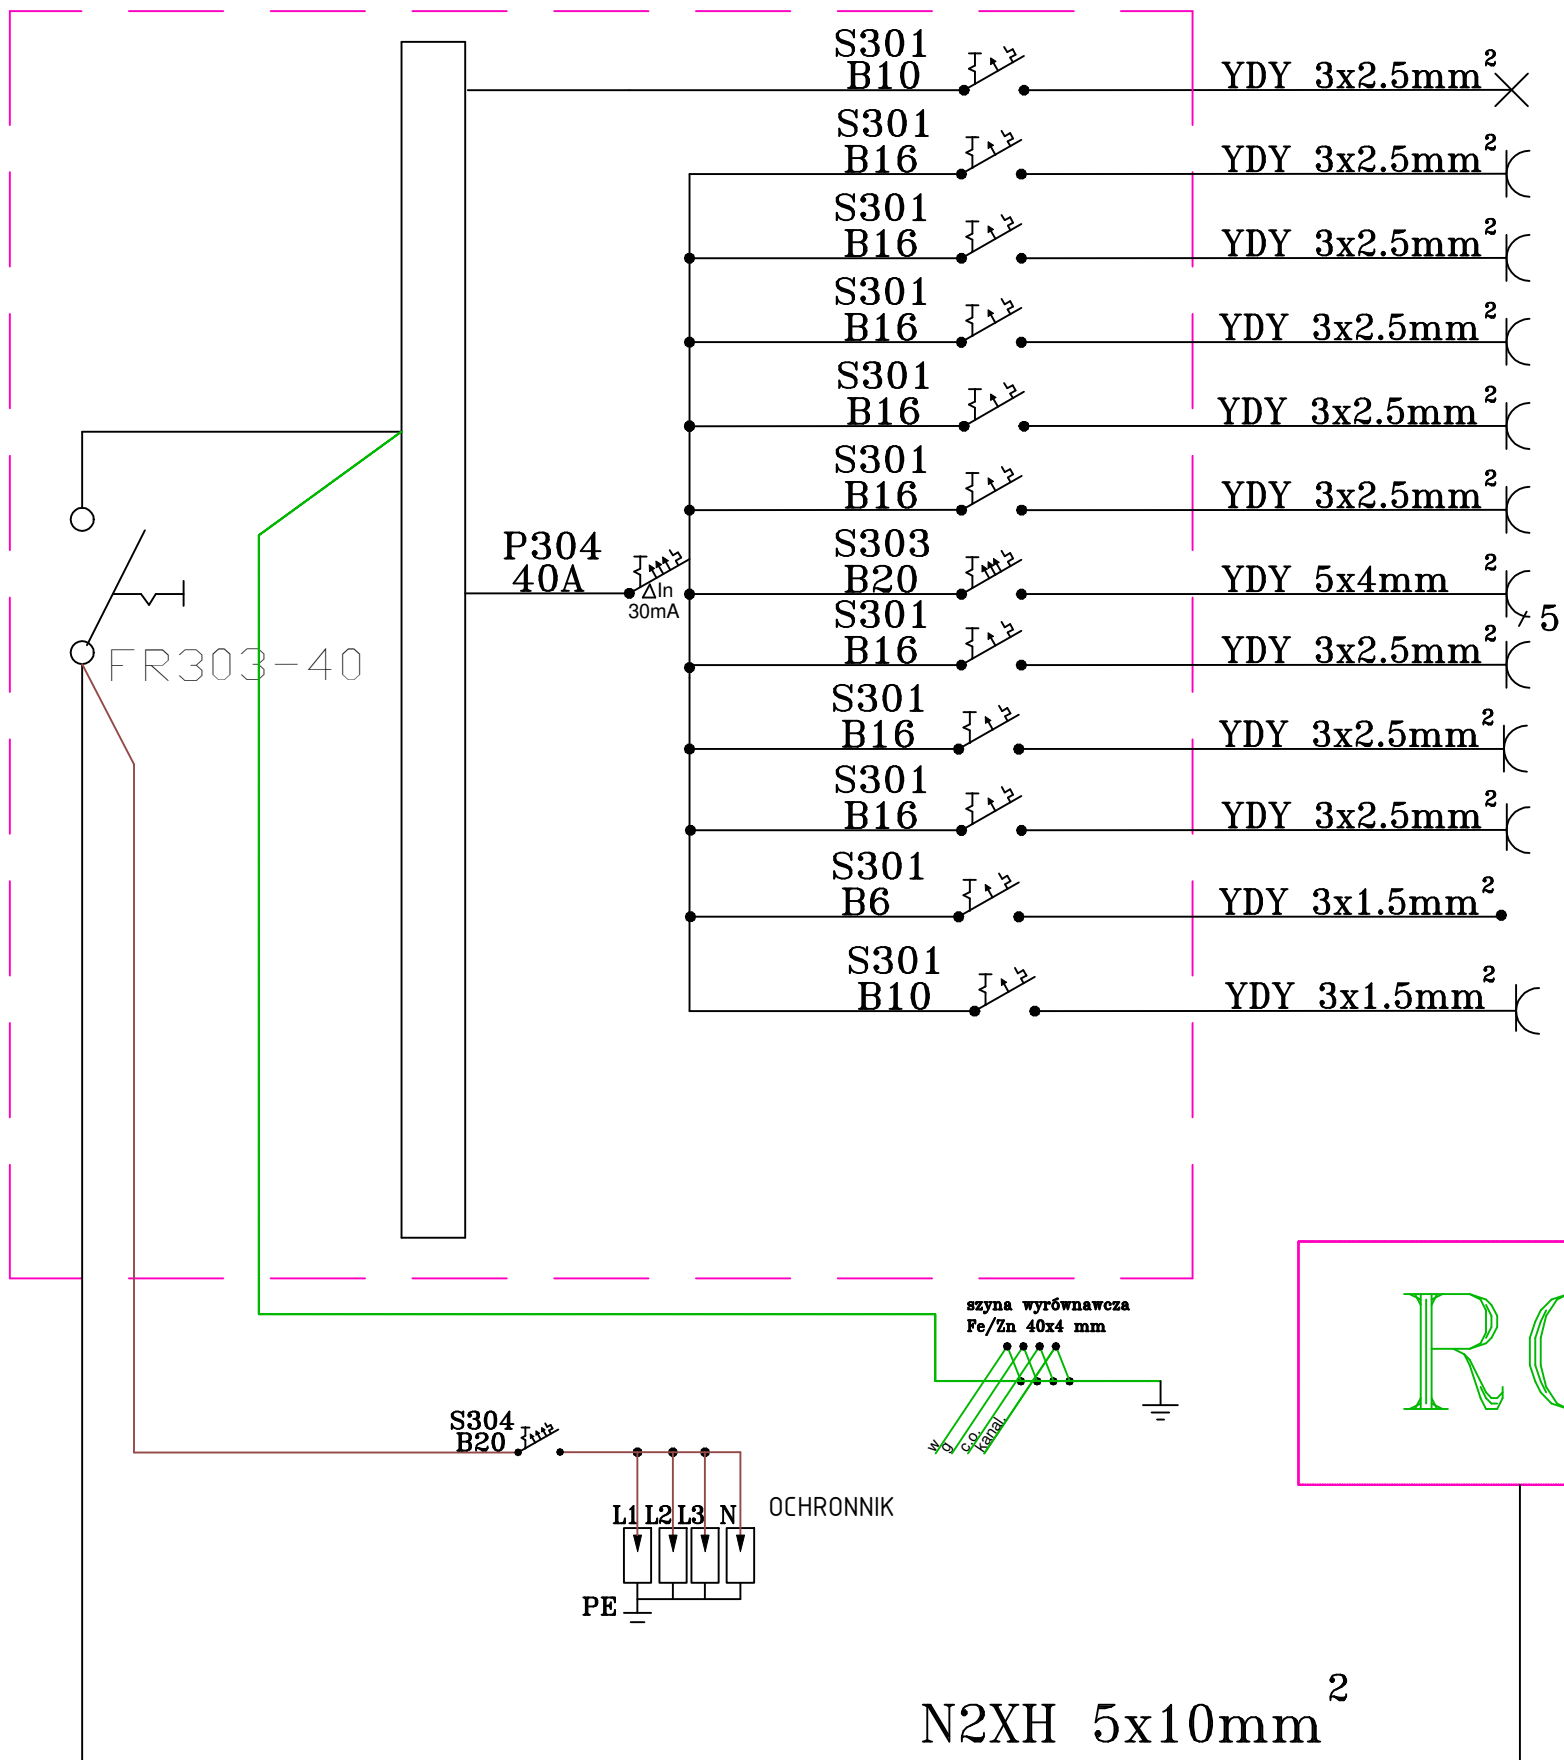 S301
B10
YDY 3x2.5mm²
S301
B16
YDY 3x2.5mm²
S301
B16
YDY 3x2.5mm²
S301
B16
YDY 3x2.5mm²
S301
B16
YDY 3x2.5mm²
S301
B16
YDY 3x2.5mm²
P304
40A
ΔIn
30mA
S303
B20
YDY 5x4mm²
5
FR303-40
S301
B16
YDY 3x2.5mm²
S301
B16
YDY 3x2.5mm²
S301
B16
YDY 3x2.5mm²
S301
B6
YDY 3x1.5mm²
S301
B10
YDY 3x1.5mm²
szyna wyrównawcza
Fe/Zn 40x4 mm
w
g
c.o.
kanal.
S304
B20
L1 L2 L3 N
OCHRONNIK
PE
N2XH 5x10mm²